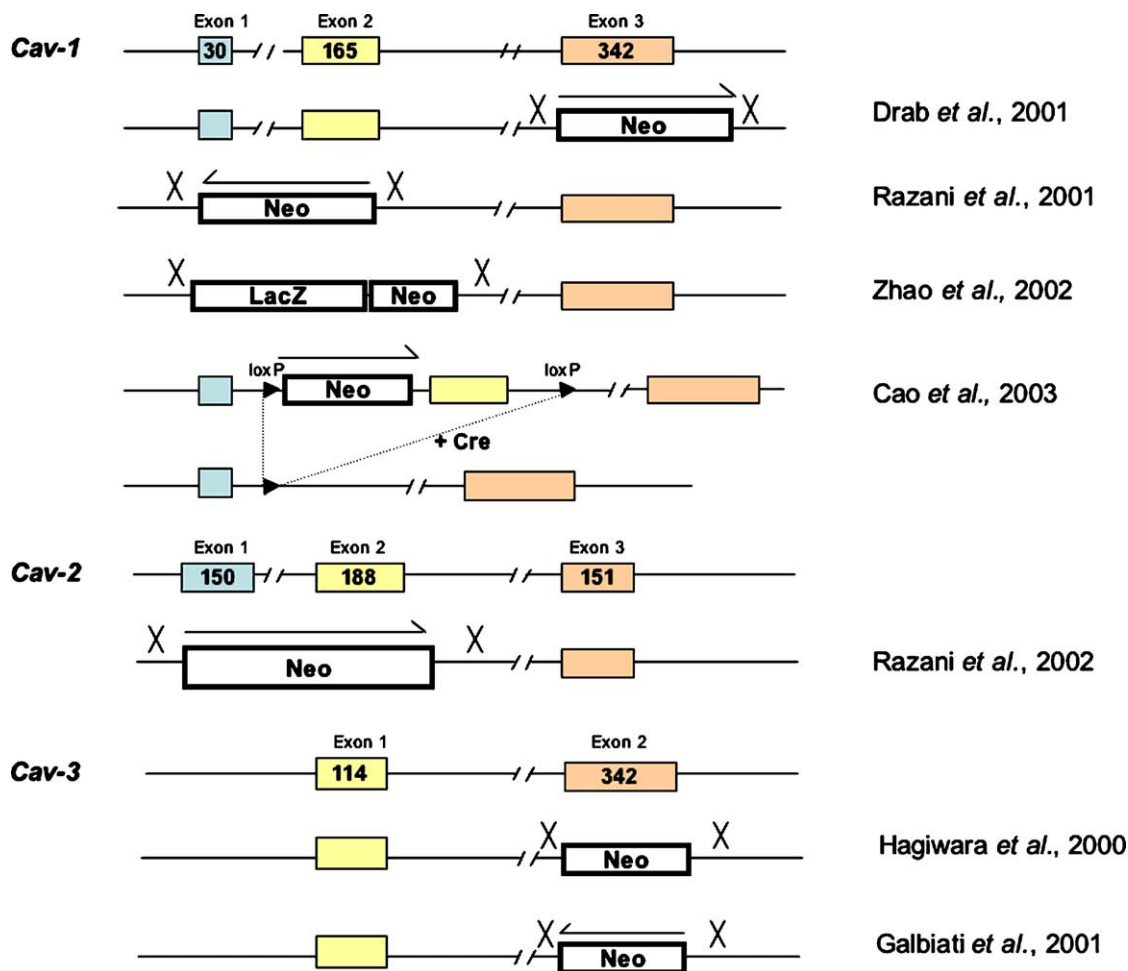 Exon 1 Exon 2 Exon 3
Cav-1 30 165 342
Neo Drab et al., 2001
Neo Razani et al., 2001
LacZ Neo Zhao et al., 2002
loxP loxP
Neo Cao et al., 2003
+ Cre
Exon 1 Exon 2 Exon 3
Cav-2 150 188 151
Neo Razani et al., 2002
Exon 1 Exon 2
Cav-3 114 342
Neo Hagiwara et al., 2000
Neo Galbiati et al., 2001